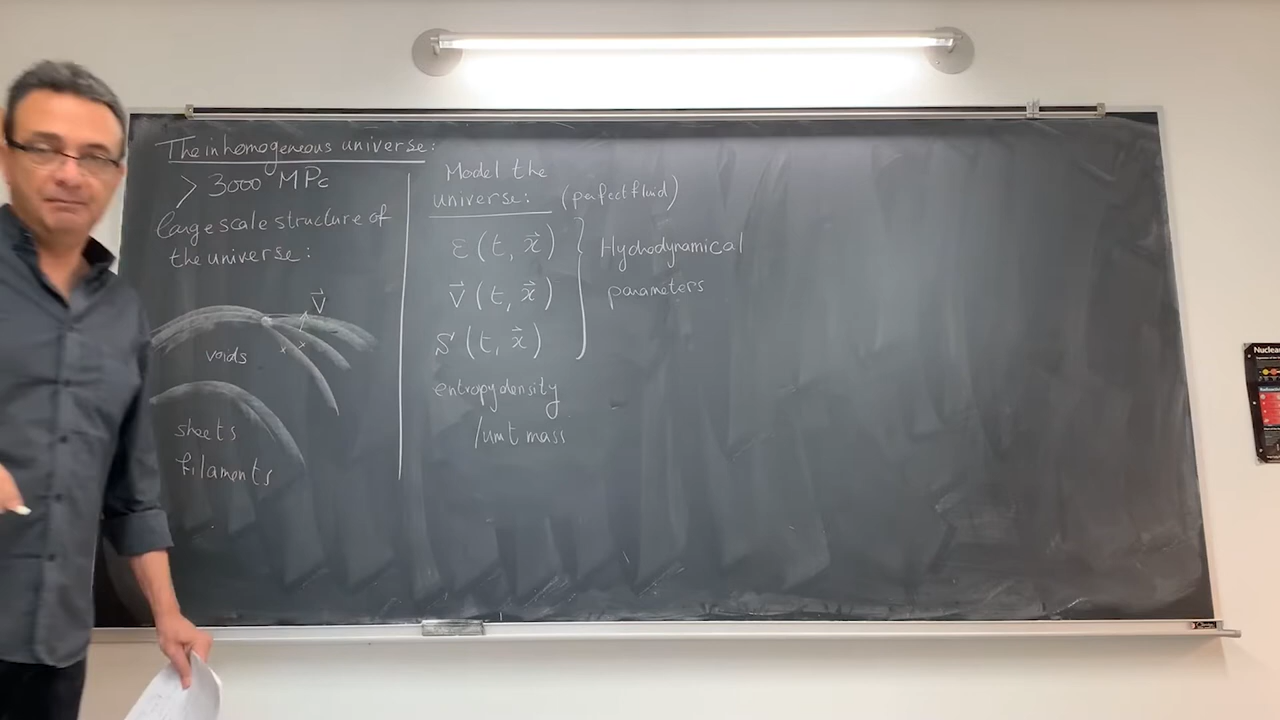 The inhomogeneous universe:
> 3000 MPc
large scale structure of
the universe:
V⃗
voids
sheets
filaments
Model the
universe: (perfect fluid)
ε(t, x⃗)
V⃗(t, x⃗)
S(t, x⃗)
entropy density
/unit mass
Hydrodynamical
parameters
Nuclear